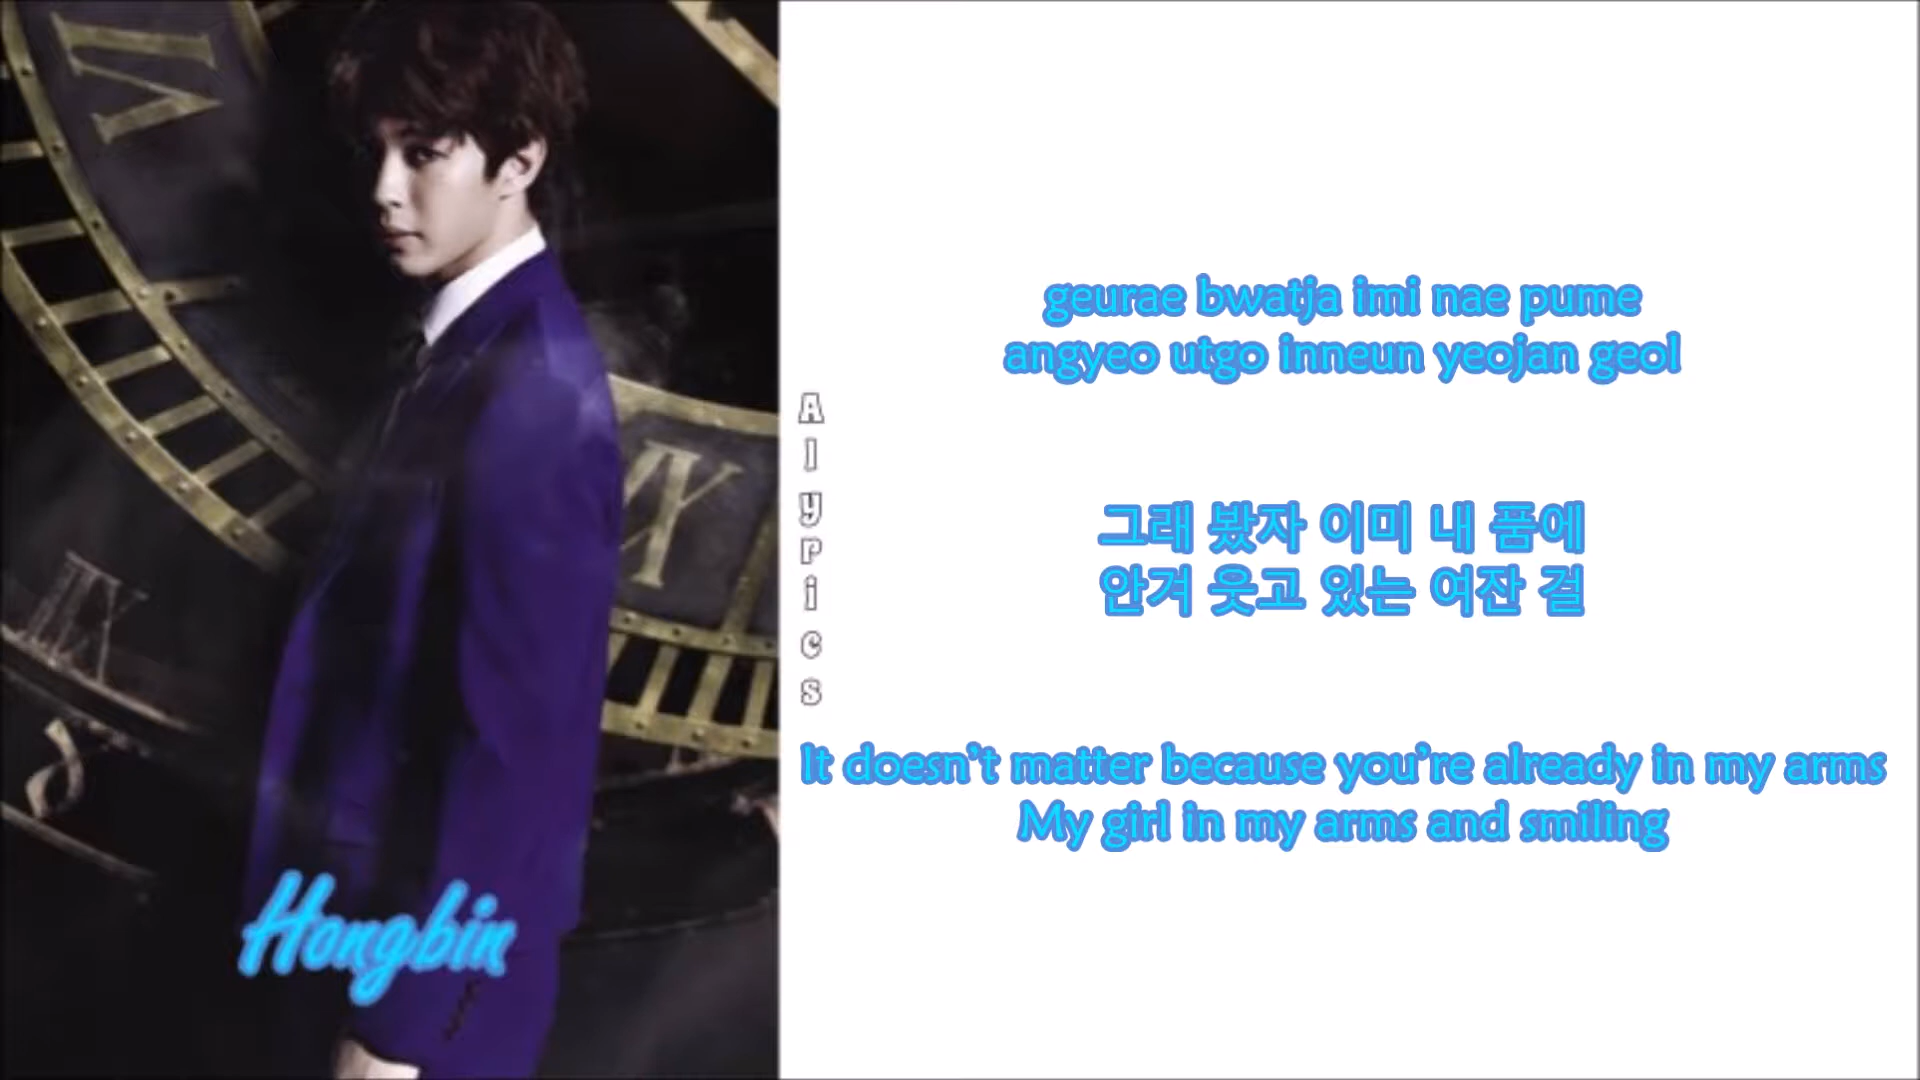 geurae bwatja imi nae pume
angyeo utgo inneun yeojan geol
그래 봤자 이미 내 품에
안겨 웃고 있는 여잔 걸
It doesn't matter because you're already in my arms
My girl in my arms and smiling
Alypics
Hongbin